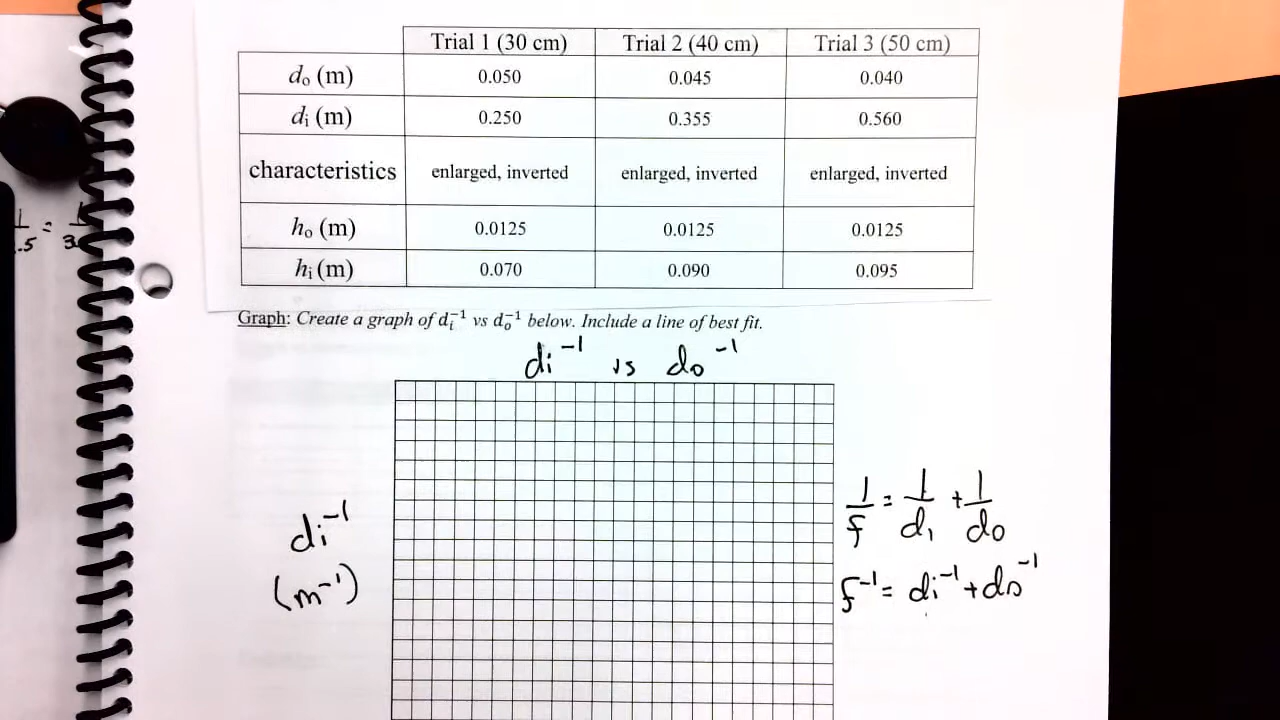 Trial 1 (30 cm) Trial 2 (40 cm) Trial 3 (50 cm)
dₒ (m) 0.050 0.045 0.040
dᵢ (m) 0.250 0.355 0.560
characteristics enlarged, inverted enlarged, inverted enlarged, inverted
hₒ (m) 0.0125 0.0125 0.0125
hᵢ (m) 0.070 0.090 0.095
Graph: Create a graph of dᵢ⁻¹ vs dₒ⁻¹ below. Include a line of best fit.
di⁻¹ vs do⁻¹
di⁻¹
(m⁻¹)
1/f = 1/di + 1/do
f⁻¹ = di⁻¹ + do⁻¹